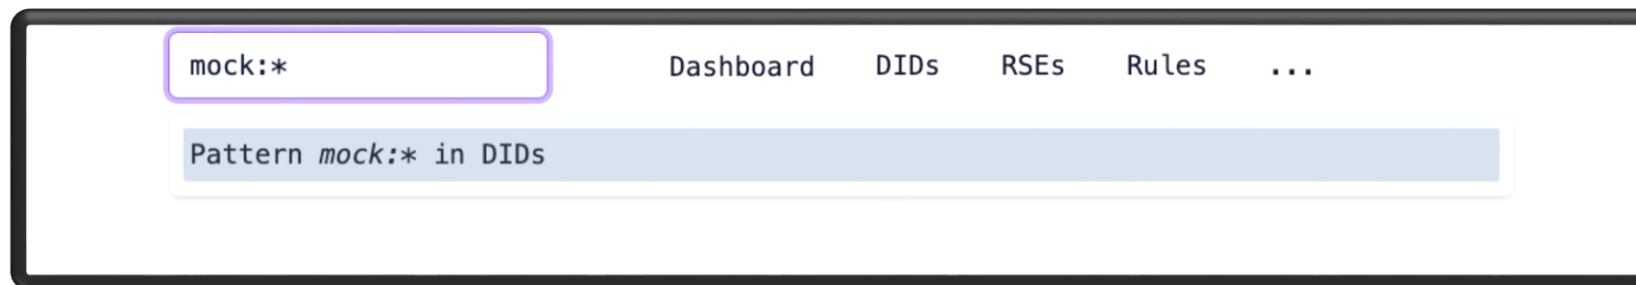 mock:* Dashboard DIDs RSEs Rules ...
Pattern mock:* in DIDs